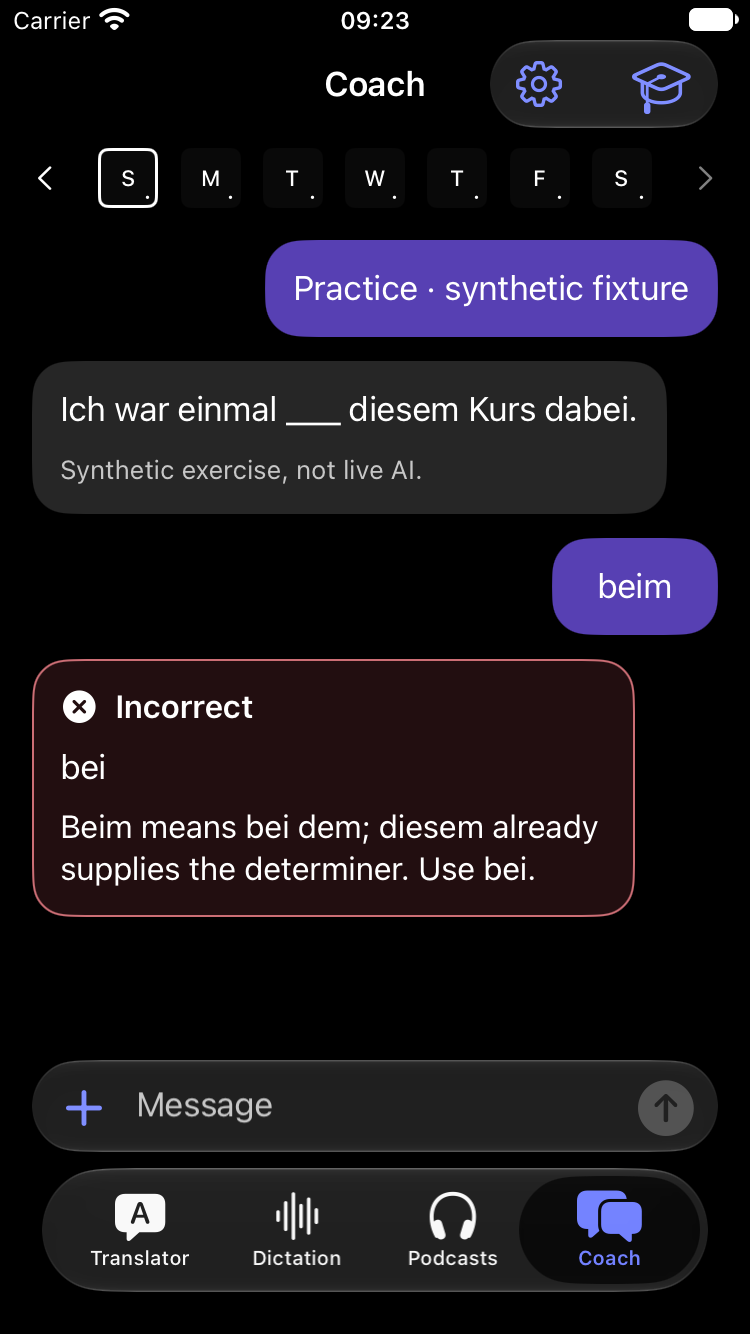 Carrier 09:23
Coach
S M T W T F S
Practice · synthetic fixture
Ich war einmal ___ diesem Kurs dabei.
Synthetic exercise, not live AI.
beim
Incorrect
bei
Beim means bei dem; diesem already
supplies the determiner. Use bei.
Message
A
Translator Dictation Podcasts Coach